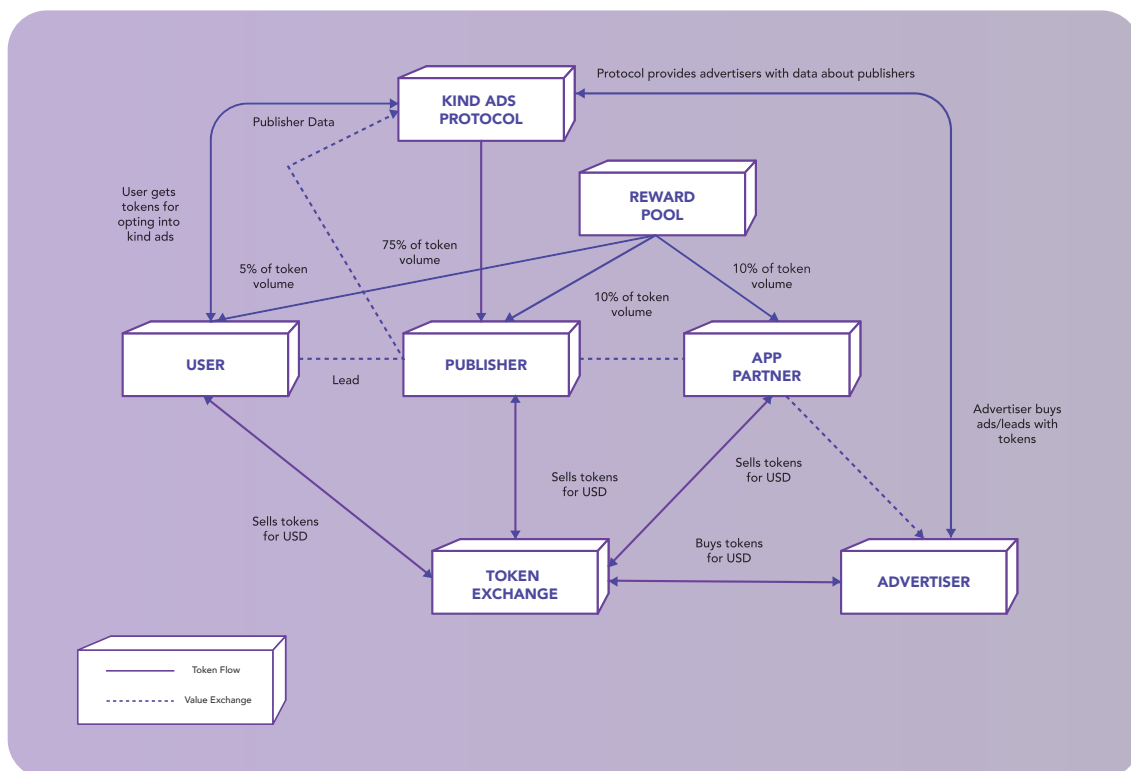 Protocol provides advertisers with data about publishers
KIND ADS
PROTOCOL
Publisher Data
REWARD
POOL
User gets
tokens for
opting into
kind ads
75% of token
volume
5% of token
volume
10% of token
volume
10% of token
volume
USER
Lead
PUBLISHER
APP
PARTNER
Advertiser buys
ads/leads with
tokens
Sells tokens
for USD
Sells tokens
for USD
Sells tokens
for USD
Buys tokens
for USD
TOKEN
EXCHANGE
ADVERTISER
Token Flow
Value Exchange